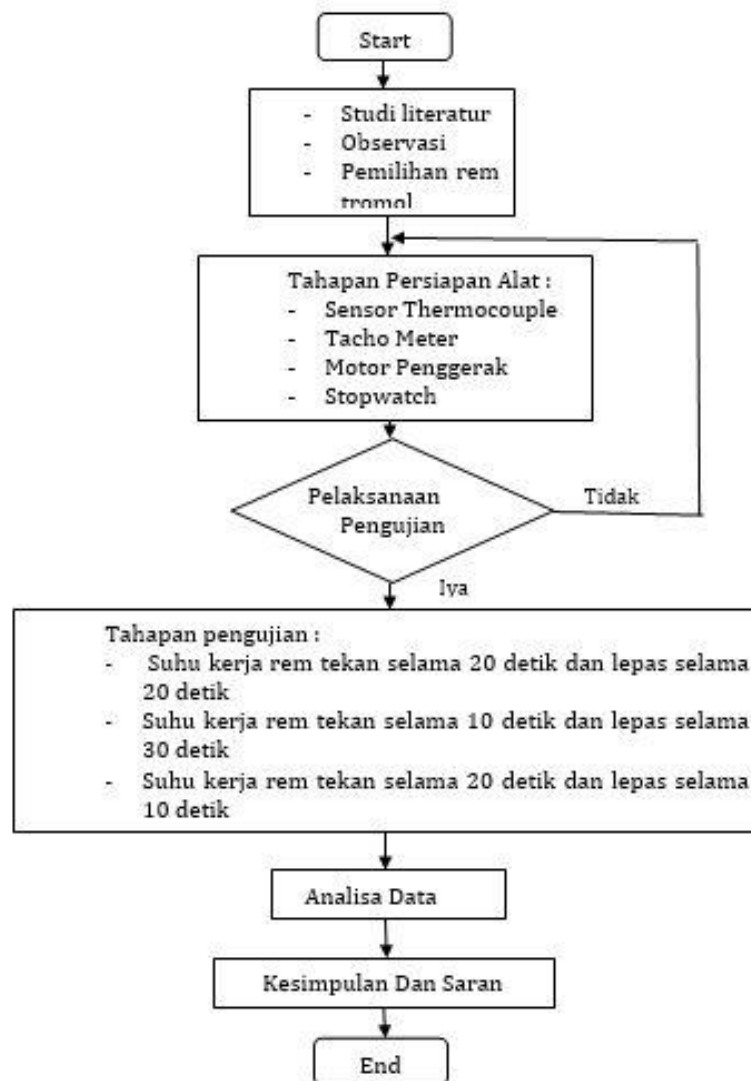 Start
- Studi literatur
- Observasi
- Pemilihan rem
tromol
Tahapan Persiapan Alat :
- Sensor Thermocouple
- Tacho Meter
- Motor Penggerak
- Stopwatch
Pelaksanaan
Pengujian
Tidak
Iya
Tahapan pengujian :
- Suhu kerja rem tekan selama 20 detik dan lepas selama
20 detik
- Suhu kerja rem tekan selama 10 detik dan lepas selama
30 detik
- Suhu kerja rem tekan selama 20 detik dan lepas selama
10 detik
Analisa Data
Kesimpulan Dan Saran
End